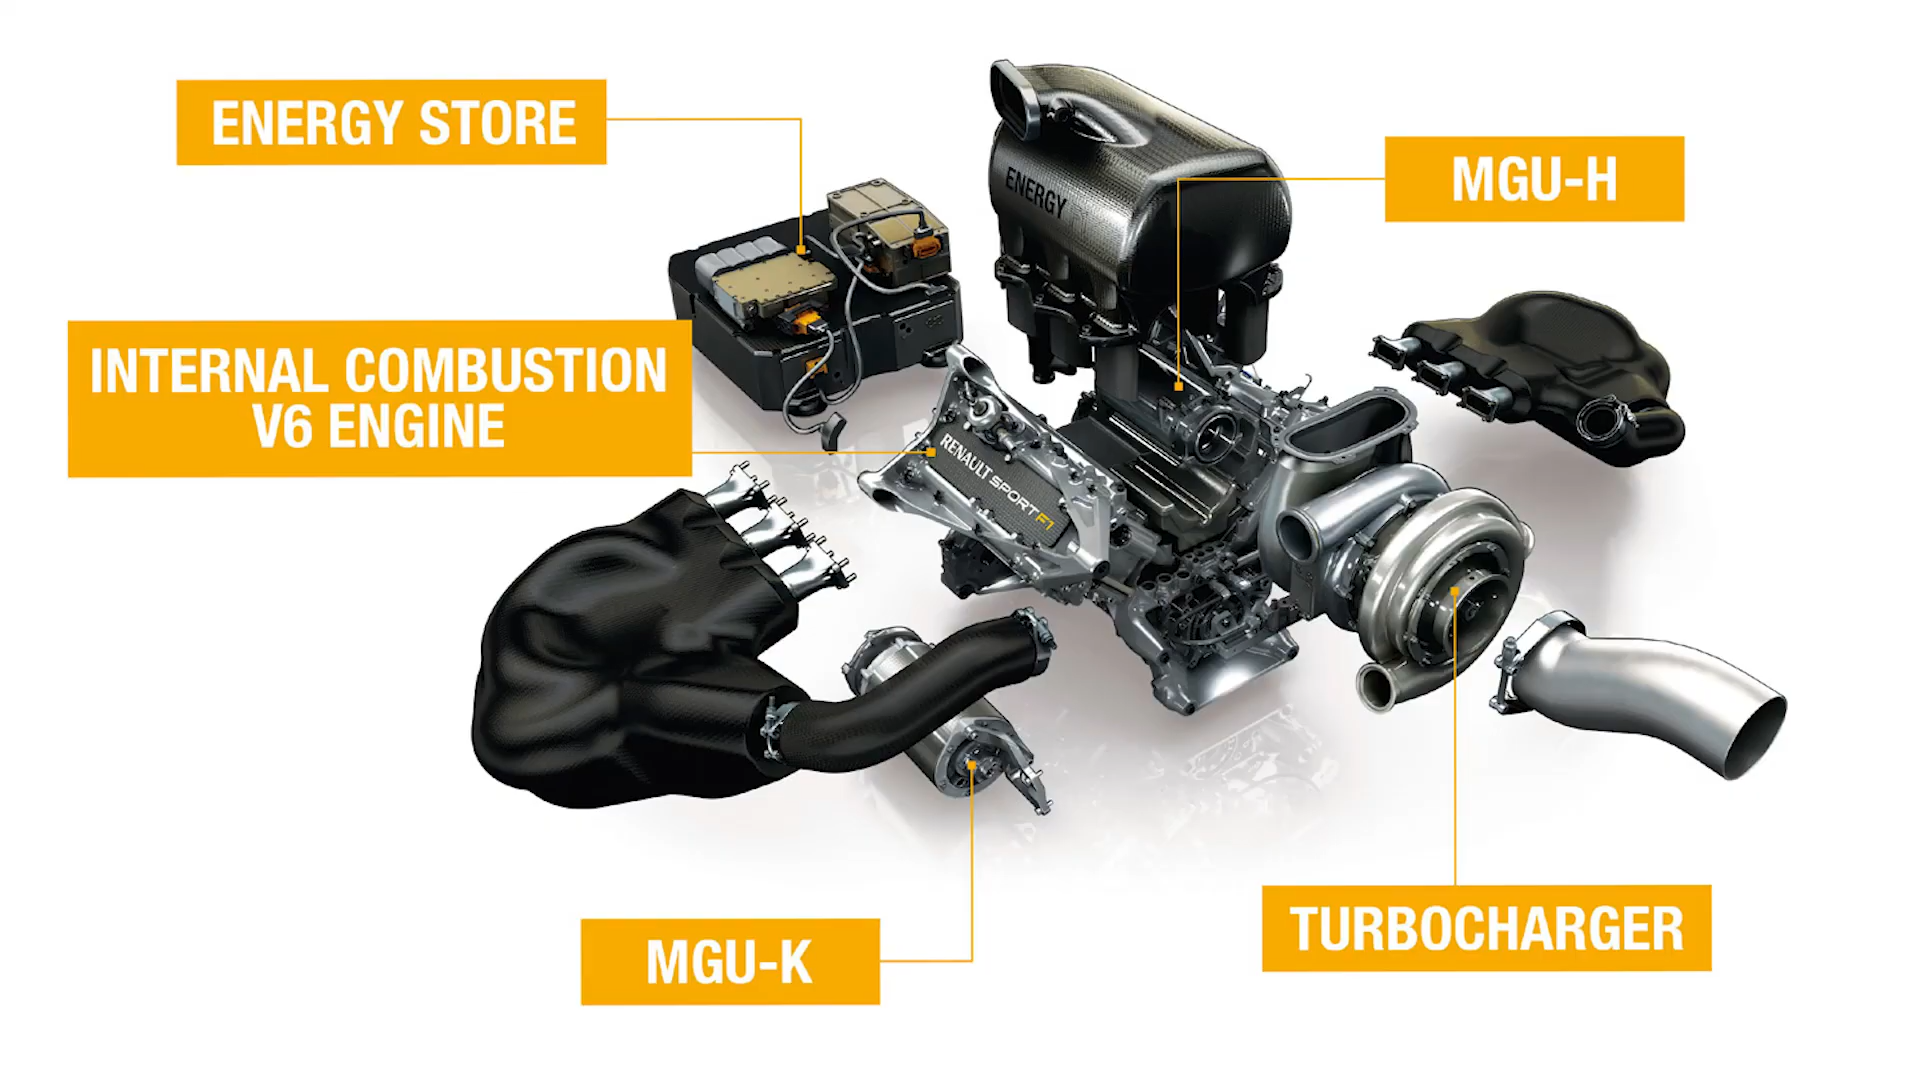 ENERGY STORE
MGU-H
ENERGY
INTERNAL COMBUSTION
V6 ENGINE
RENAULT SPORT F1
MGU-K
TURBOCHARGER